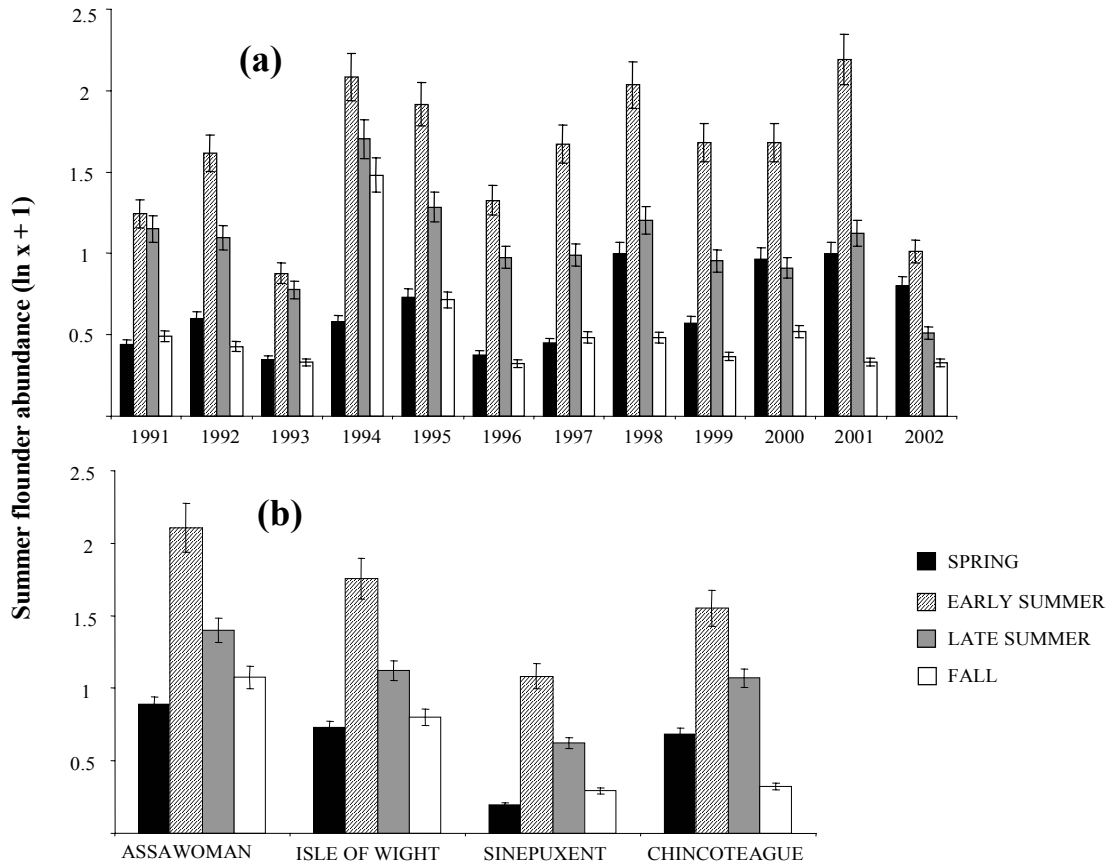 Summer flounder abundance (ln x + 1)
(a)
2.5
2
1.5
1
0.5
1991 1992 1993 1994 1995 1996 1997 1998 1999 2000 2001 2002
(b)
2.5
2
1.5
1
0.5
ASSAWOMAN ISLE OF WIGHT SINEPUXENT CHINCOTEAGUE
SPRING
EARLY SUMMER
LATE SUMMER
FALL